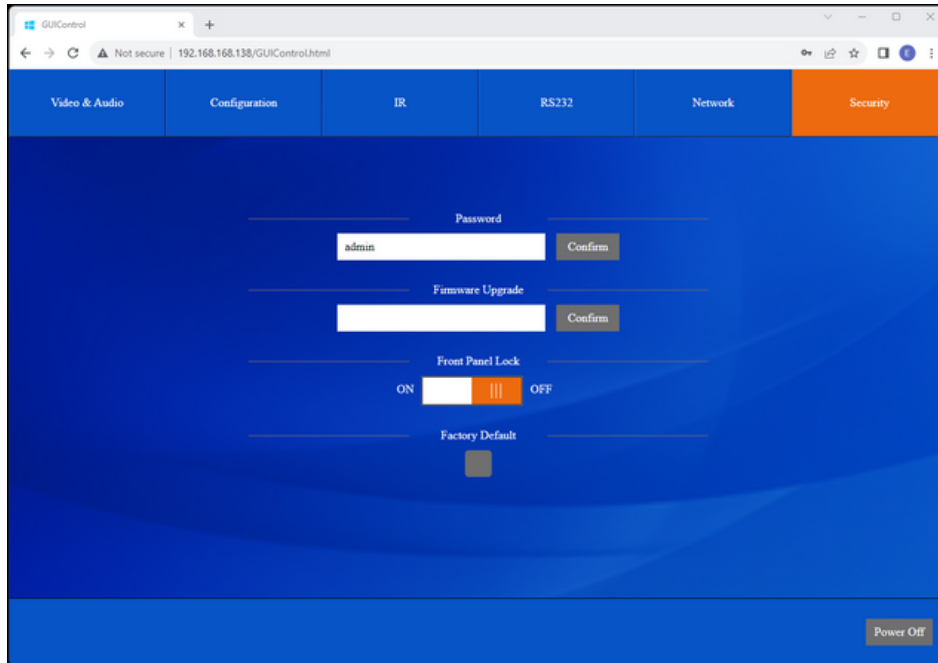 GUIControl
Not secure | 192.168.168.138/GUIControl.html
E
Video & Audio Configuration IR RS232 Network Security
Password
admin Confirm
Firmware Upgrade
Confirm
Front Panel Lock
ON OFF
Factory Default
Power Off